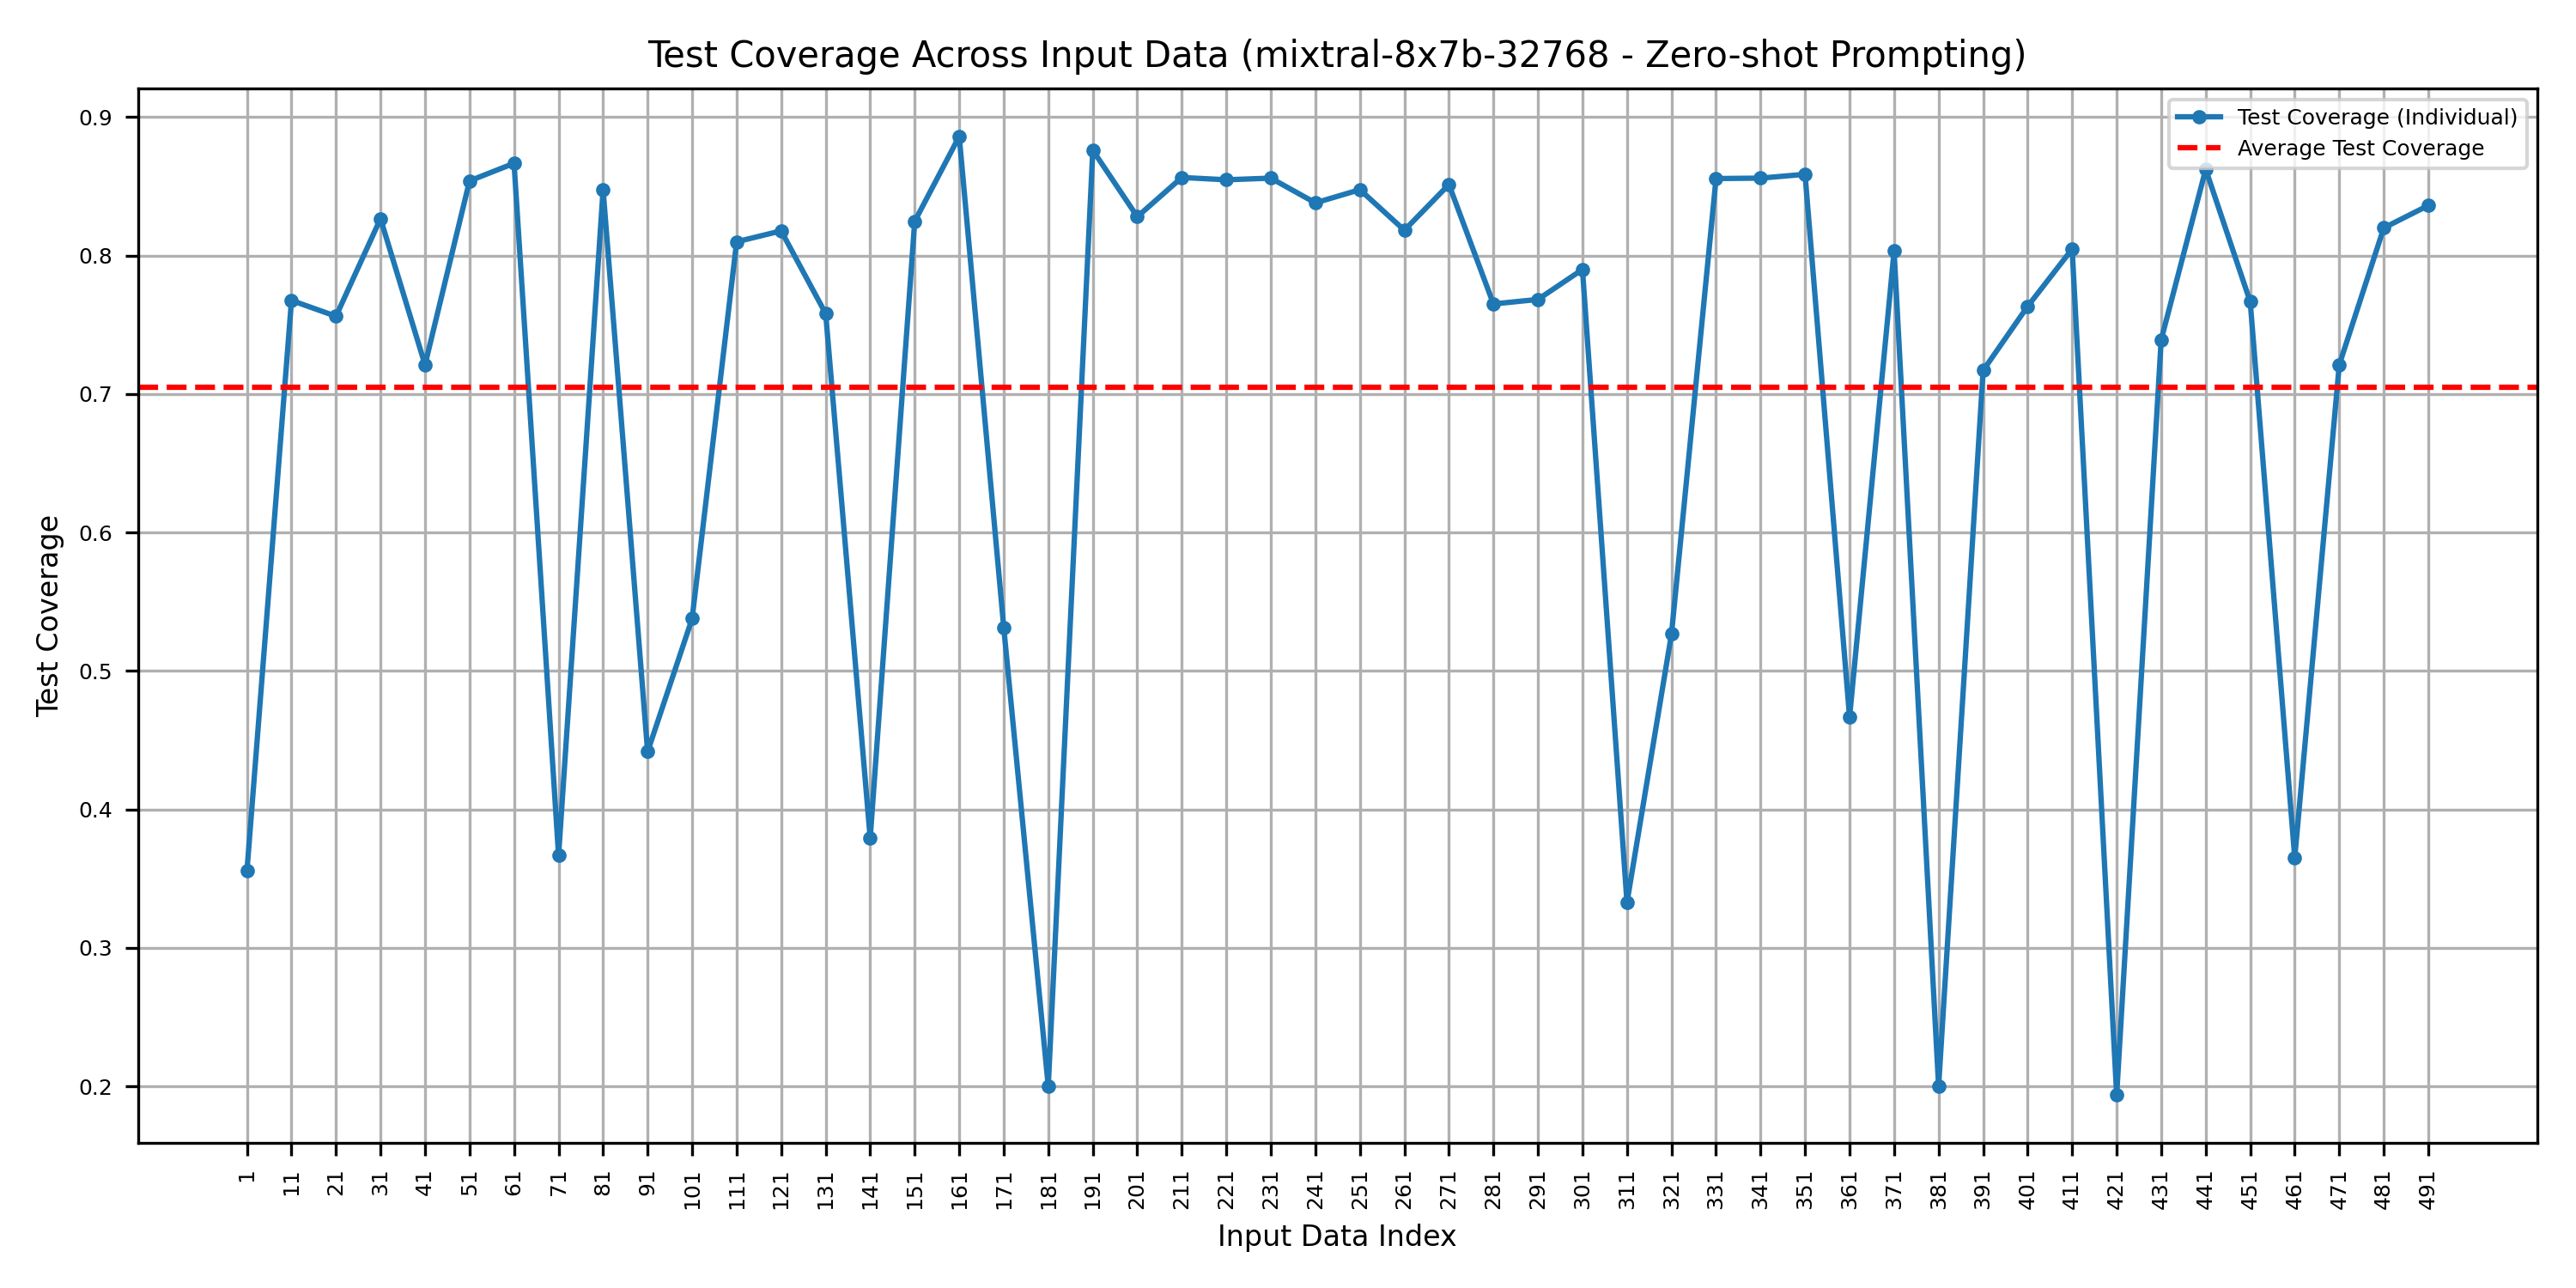 Test Coverage Across Input Data (mixtral-8x7b-32768 - Zero-shot Prompting)
Test Coverage (Individual)
Average Test Coverage
Test Coverage
0.9
0.8
0.7
0.6
0.5
0.4
0.3
0.2
1 11 21 31 41 51 61 71 81 91 101 111 121 131 141 151 161 171 181 191 201 211 221 231 241 251 261 271 281 291 301 311 321 331 341 351 361 371 381 391 401 411 421 431 441 451 461 471 481 491
Input Data Index